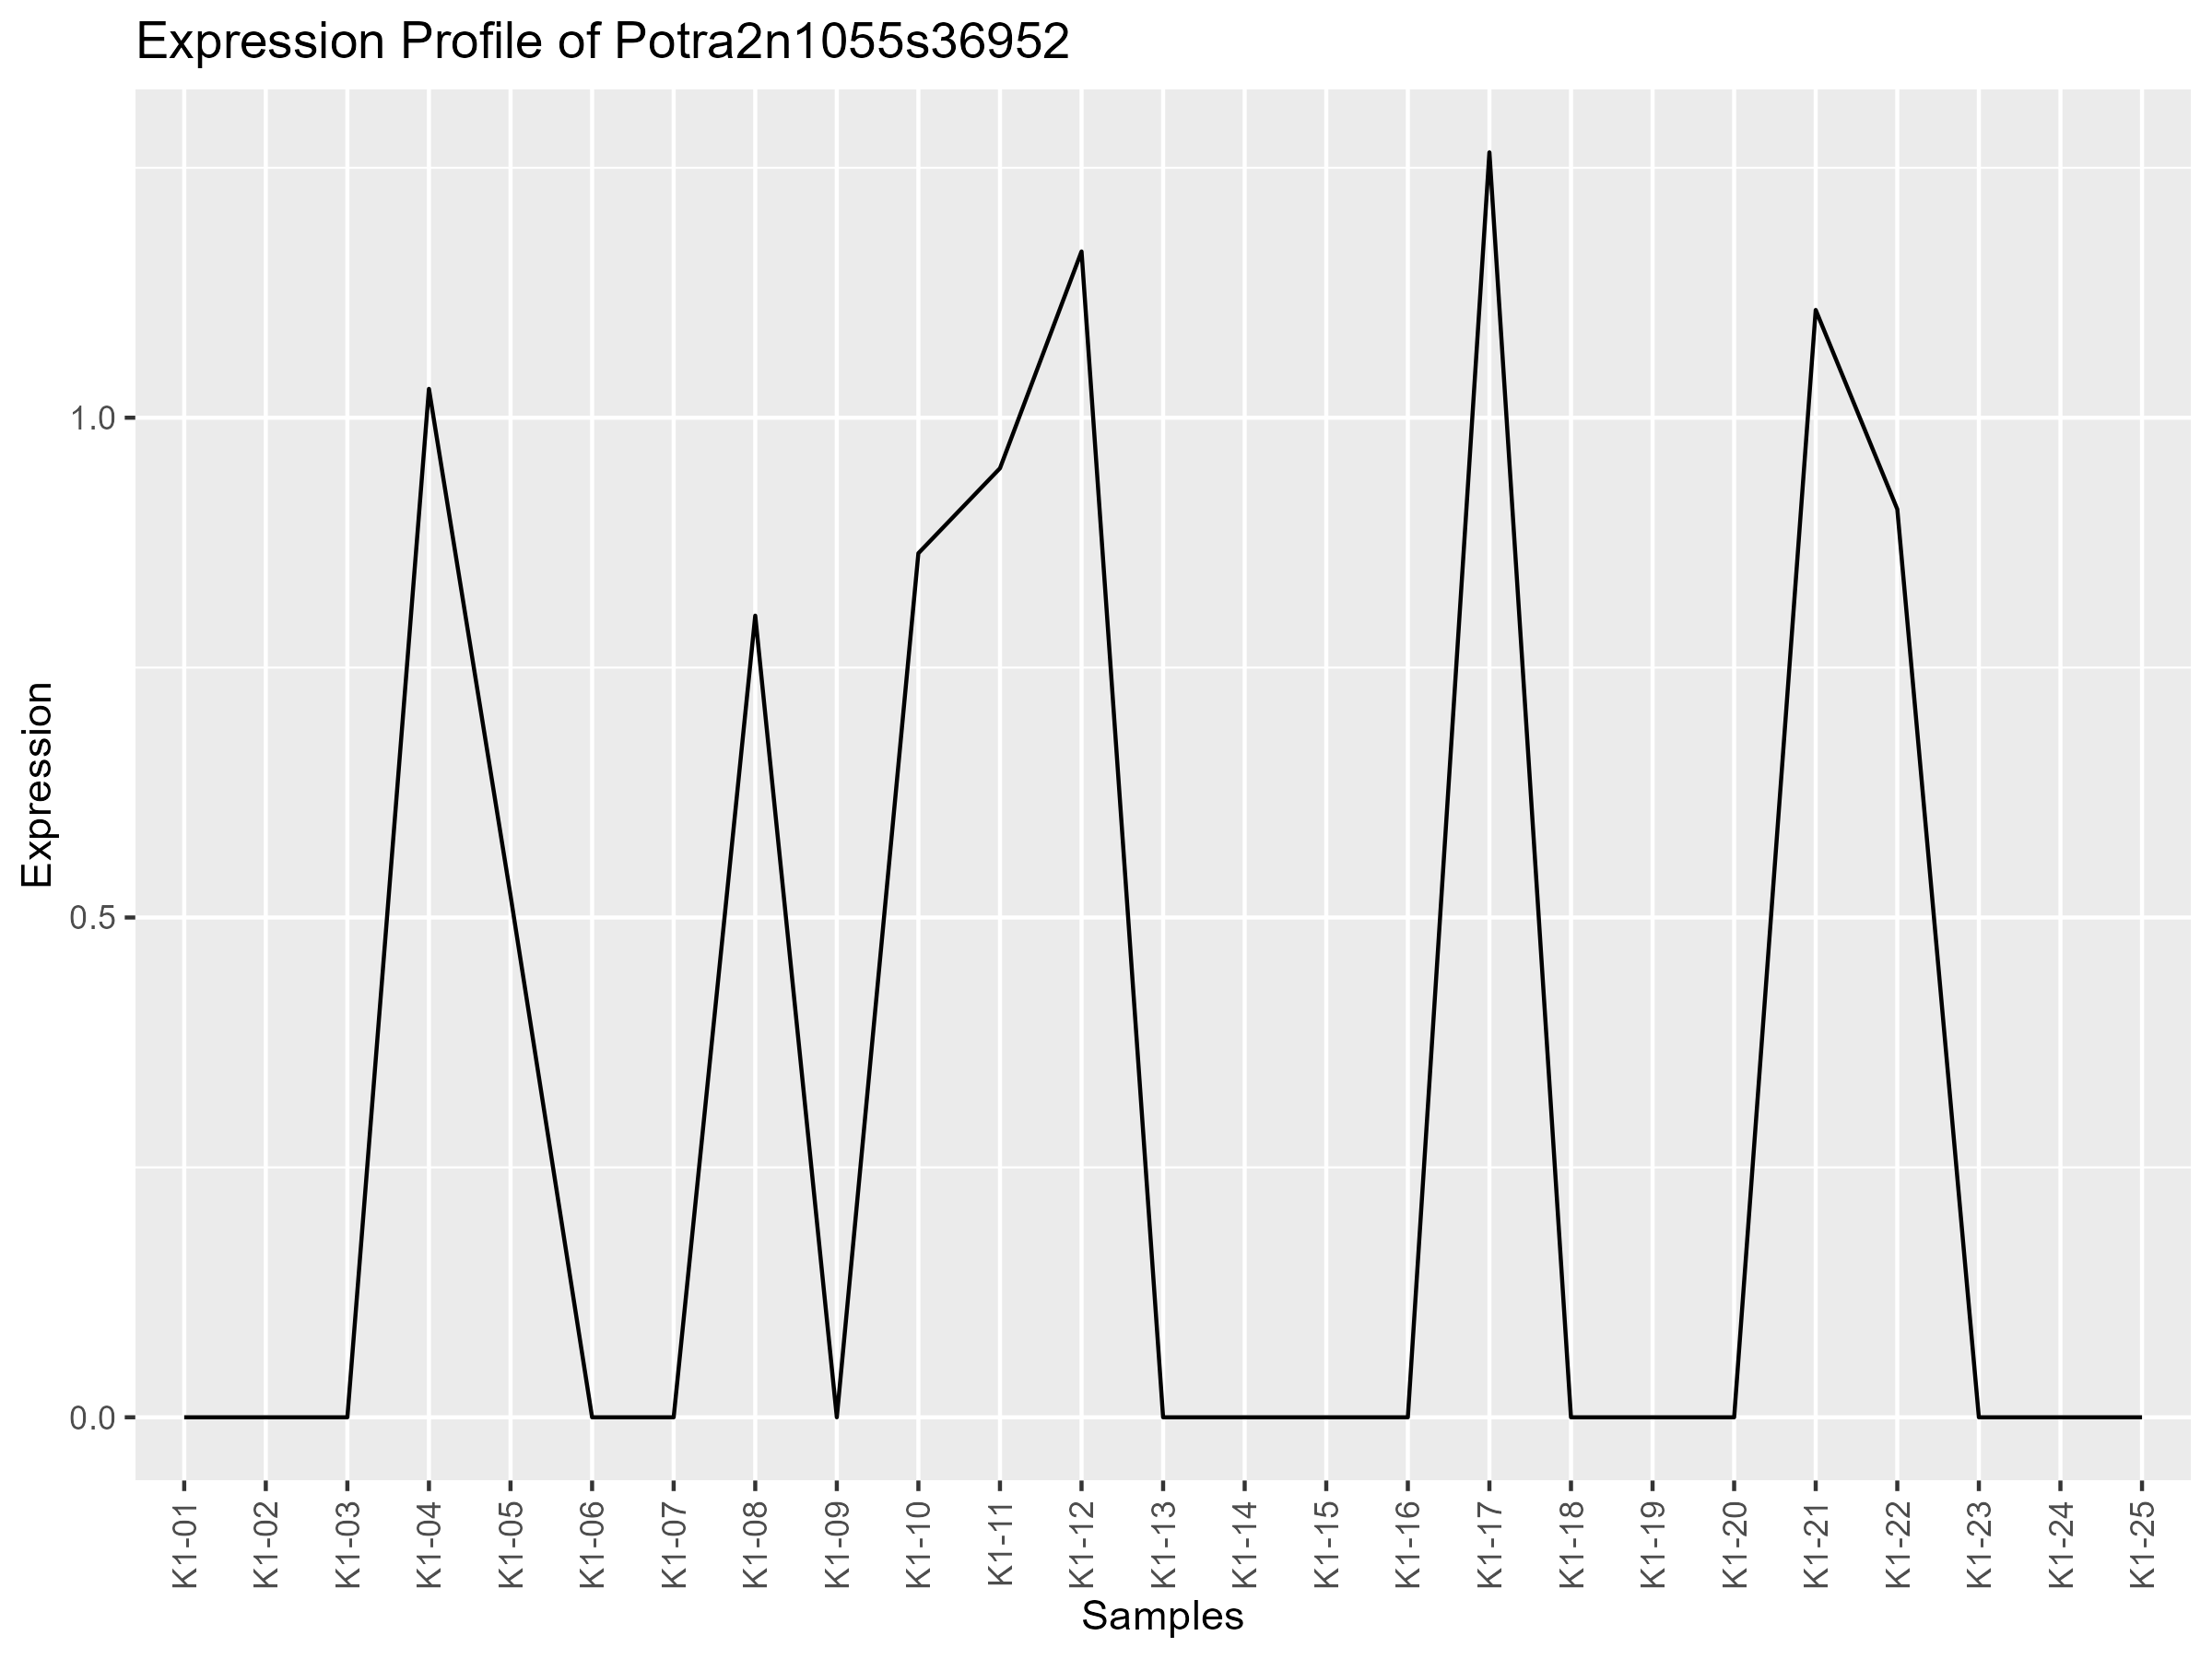 Expression Profile of Potra2n1055s36952
Expression
1.0
0.5
0.0
K1-01
K1-02
K1-03
K1-04
K1-05
K1-06
K1-07
K1-08
K1-09
K1-10
K1-11
K1-12
K1-13
K1-14
K1-15
K1-16
K1-17
K1-18
K1-19
K1-20
K1-21
K1-22
K1-23
K1-24
K1-25
Samples